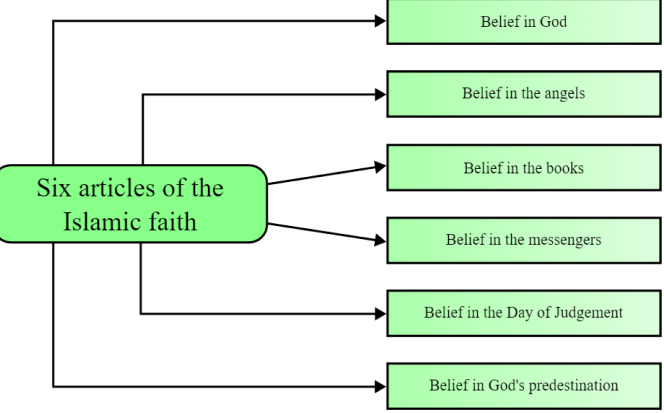 Belief in God
Belief in the angels
Six articles of the
Islamic faith
Belief in the books
Belief in the messengers
Belief in the Day of Judgement
Belief in God's predestination